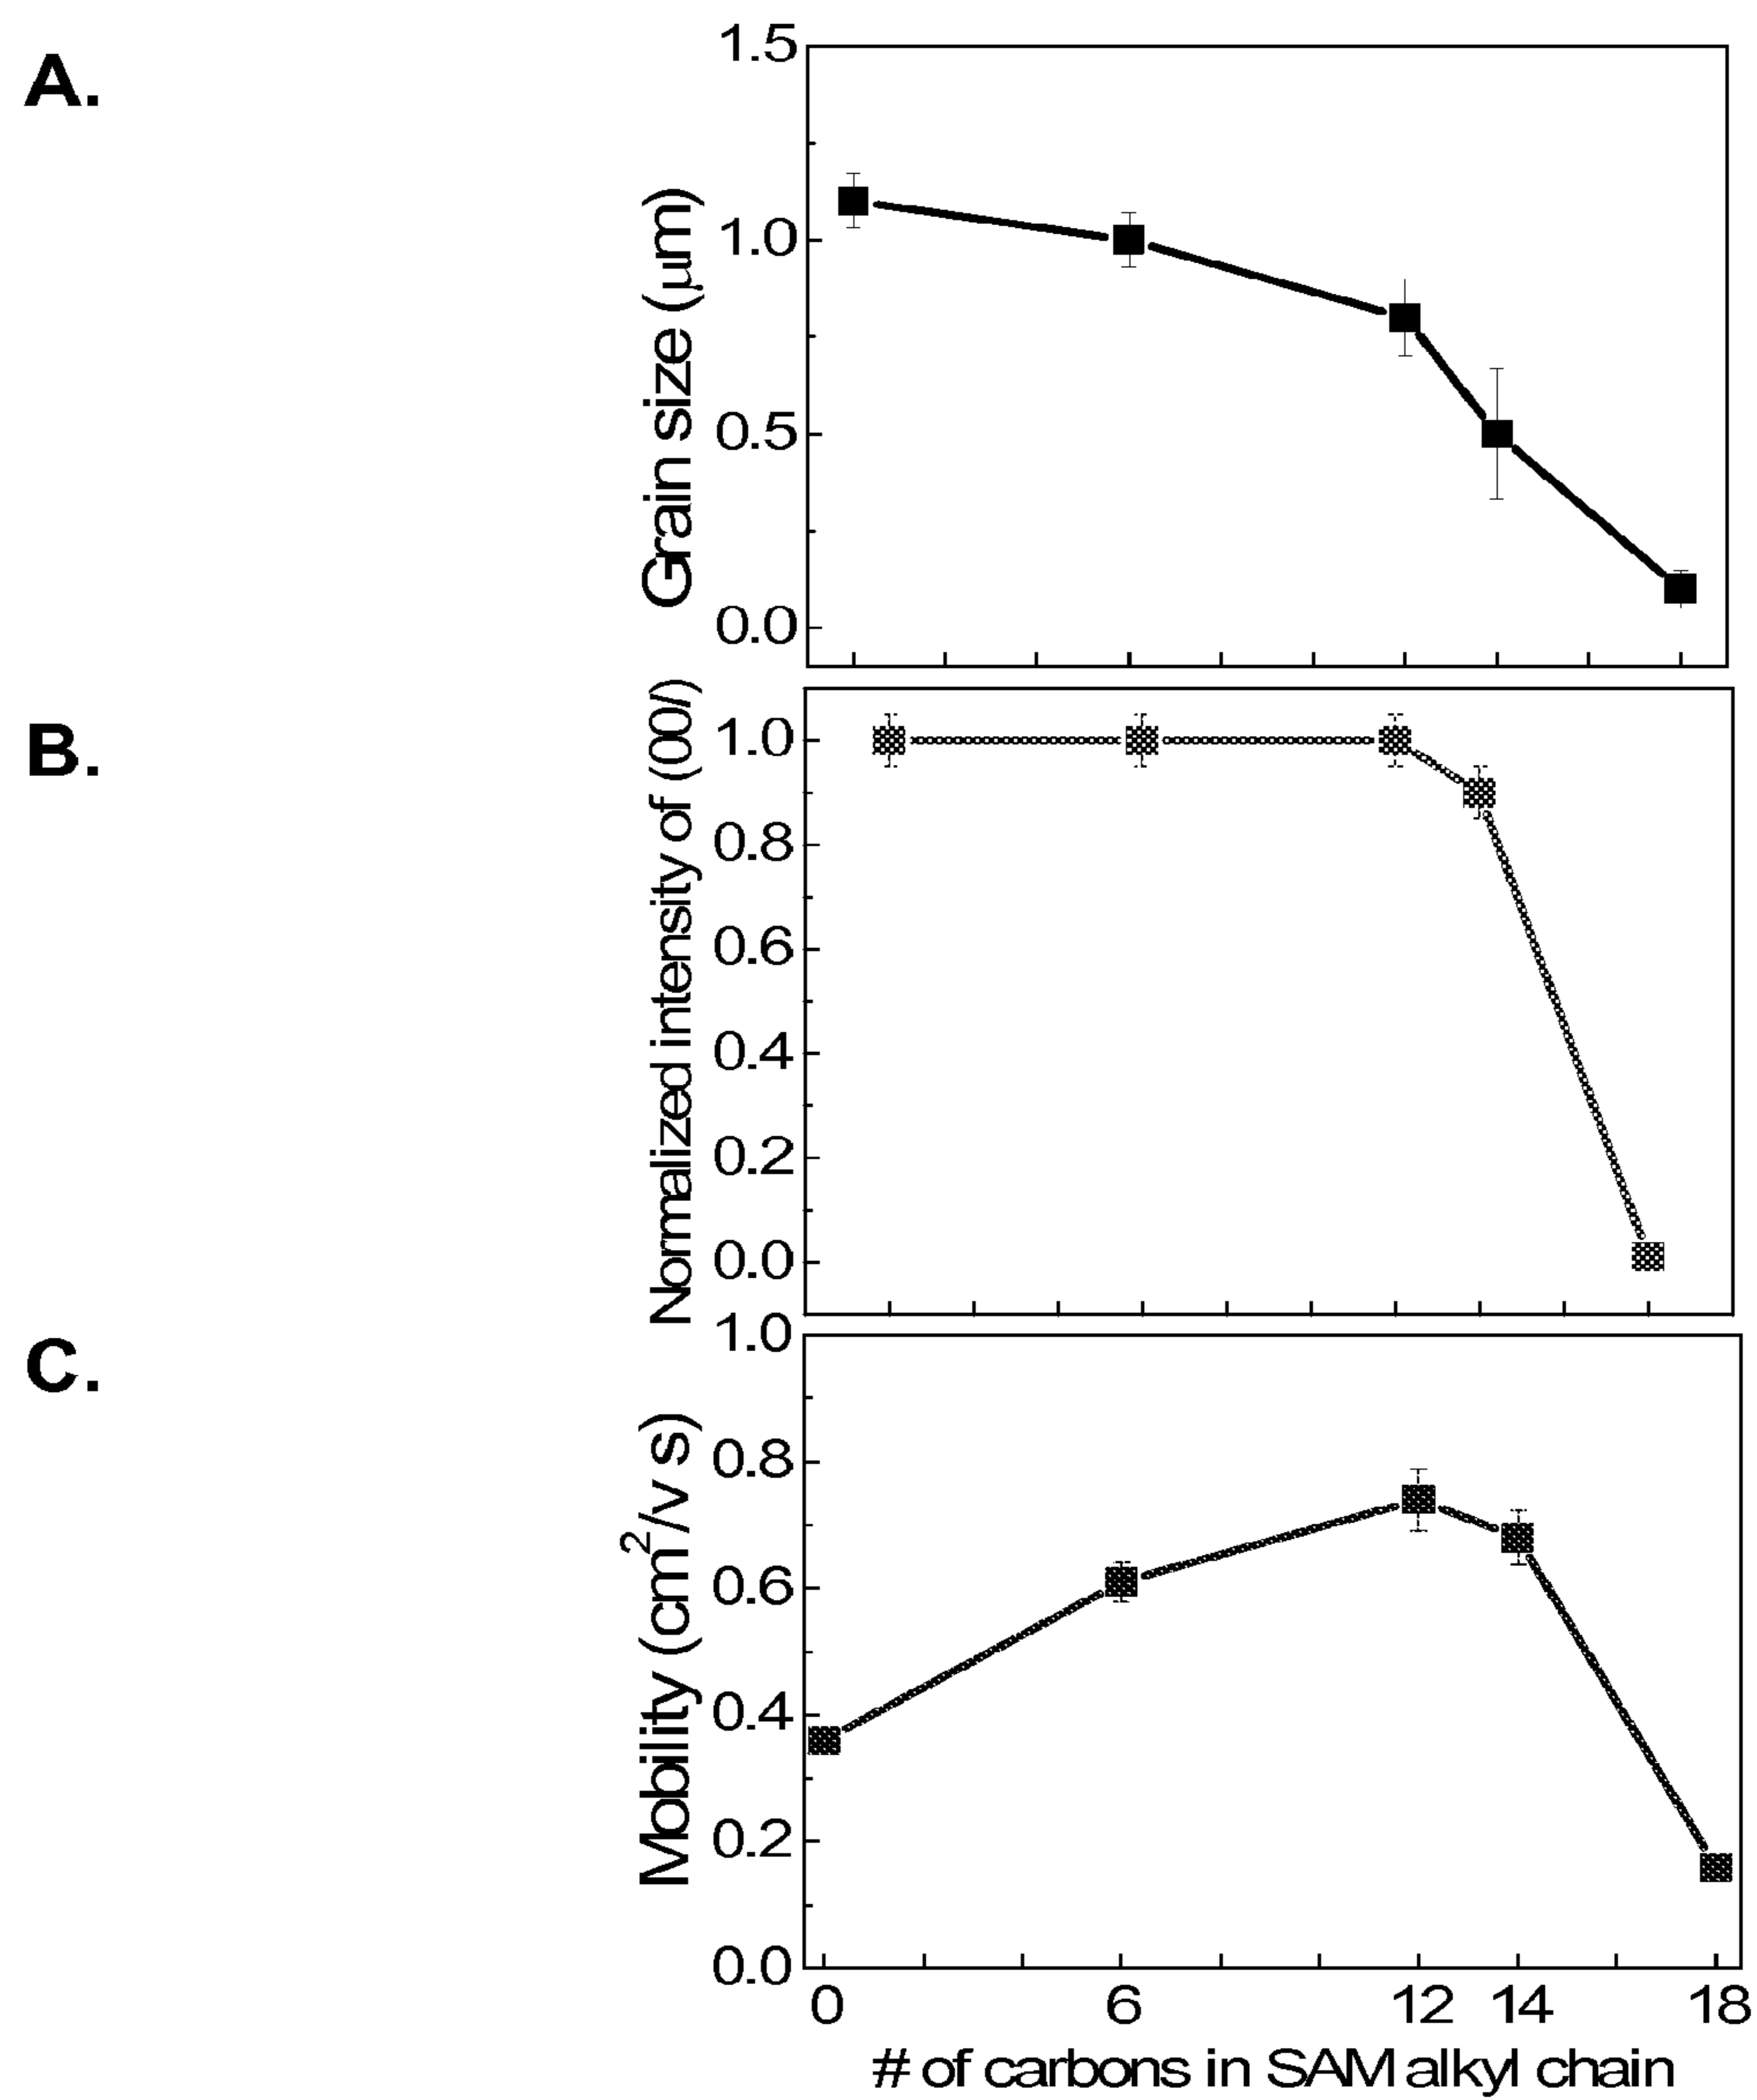 A.
Grain size (μm)
1.5
1.0
0.5
0.0
B.
Normalized intensity of (00l)
1.0
0.8
0.6
0.4
0.2
0.0
C.
Mobility (cm²/v s)
1.0
0.8
0.6
0.4
0.2
0.0
0 6 12 14 18
# of carbons in SAM alkyl chain